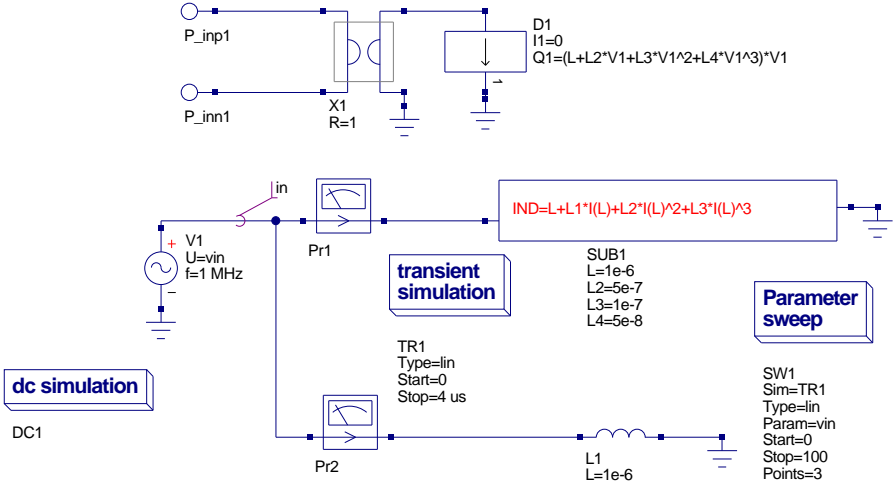 P_inp1
P_inn1
X1
R=1
D1
I1=0
Q1=(L+L2*V1+L3*V1^2+L4*V1^3)*V1
1
in
V1
U=vin
f=1 MHz
Pr1
IND=L+L1*I(L)+L2*I(L)^2+L3*I(L)^3
SUB1
L=1e-6
L2=5e-7
L3=1e-7
L4=5e-8
transient
simulation
TR1
Type=lin
Start=0
Stop=4 us
Parameter
sweep
SW1
Sim=TR1
Type=lin
Param=vin
Start=0
Stop=100
Points=3
dc simulation
DC1
Pr2
L1
L=1e-6